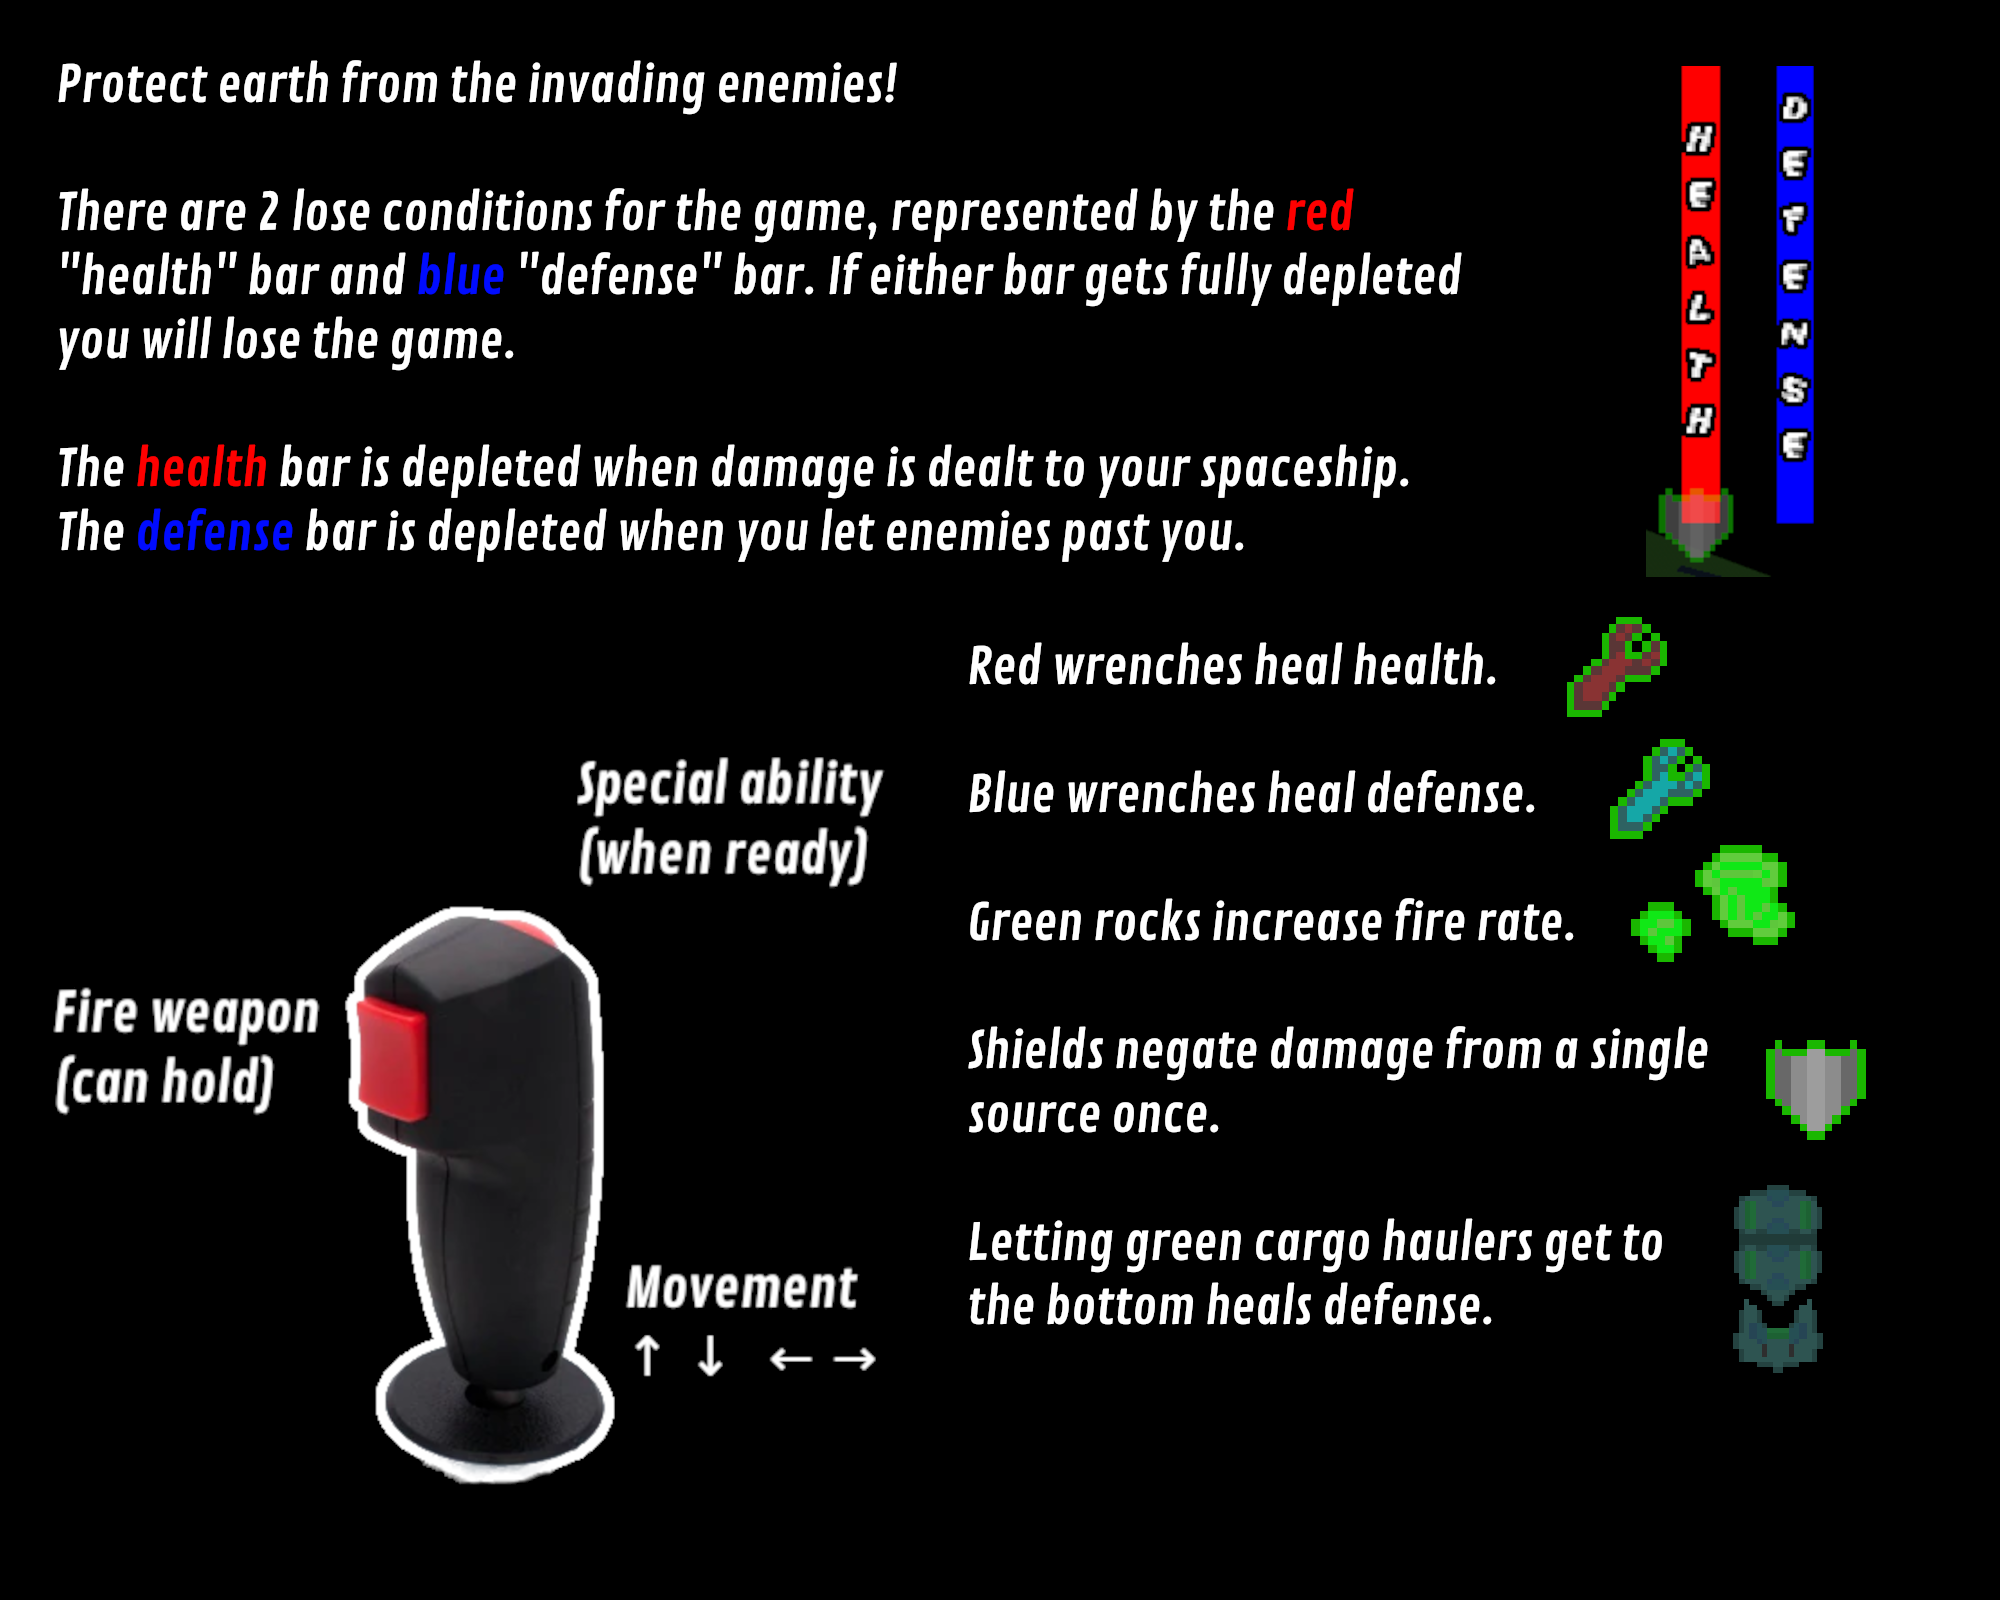 Protect earth from the invading enemies!
There are 2 lose conditions for the game, represented by the red
"health" bar and blue "defense" bar. If either bar gets fully depleted
you will lose the game.
The health bar is depleted when damage is dealt to your spaceship.
The defense bar is depleted when you let enemies past you.
HEALTH
DEFENSE
Special ability
(when ready)
Fire weapon
(can hold)
Movement
↑ ↓ ← →
Red wrenches heal health.
Blue wrenches heal defense.
Green rocks increase fire rate.
Shields negate damage from a single
source once.
Letting green cargo haulers get to
the bottom heals defense.